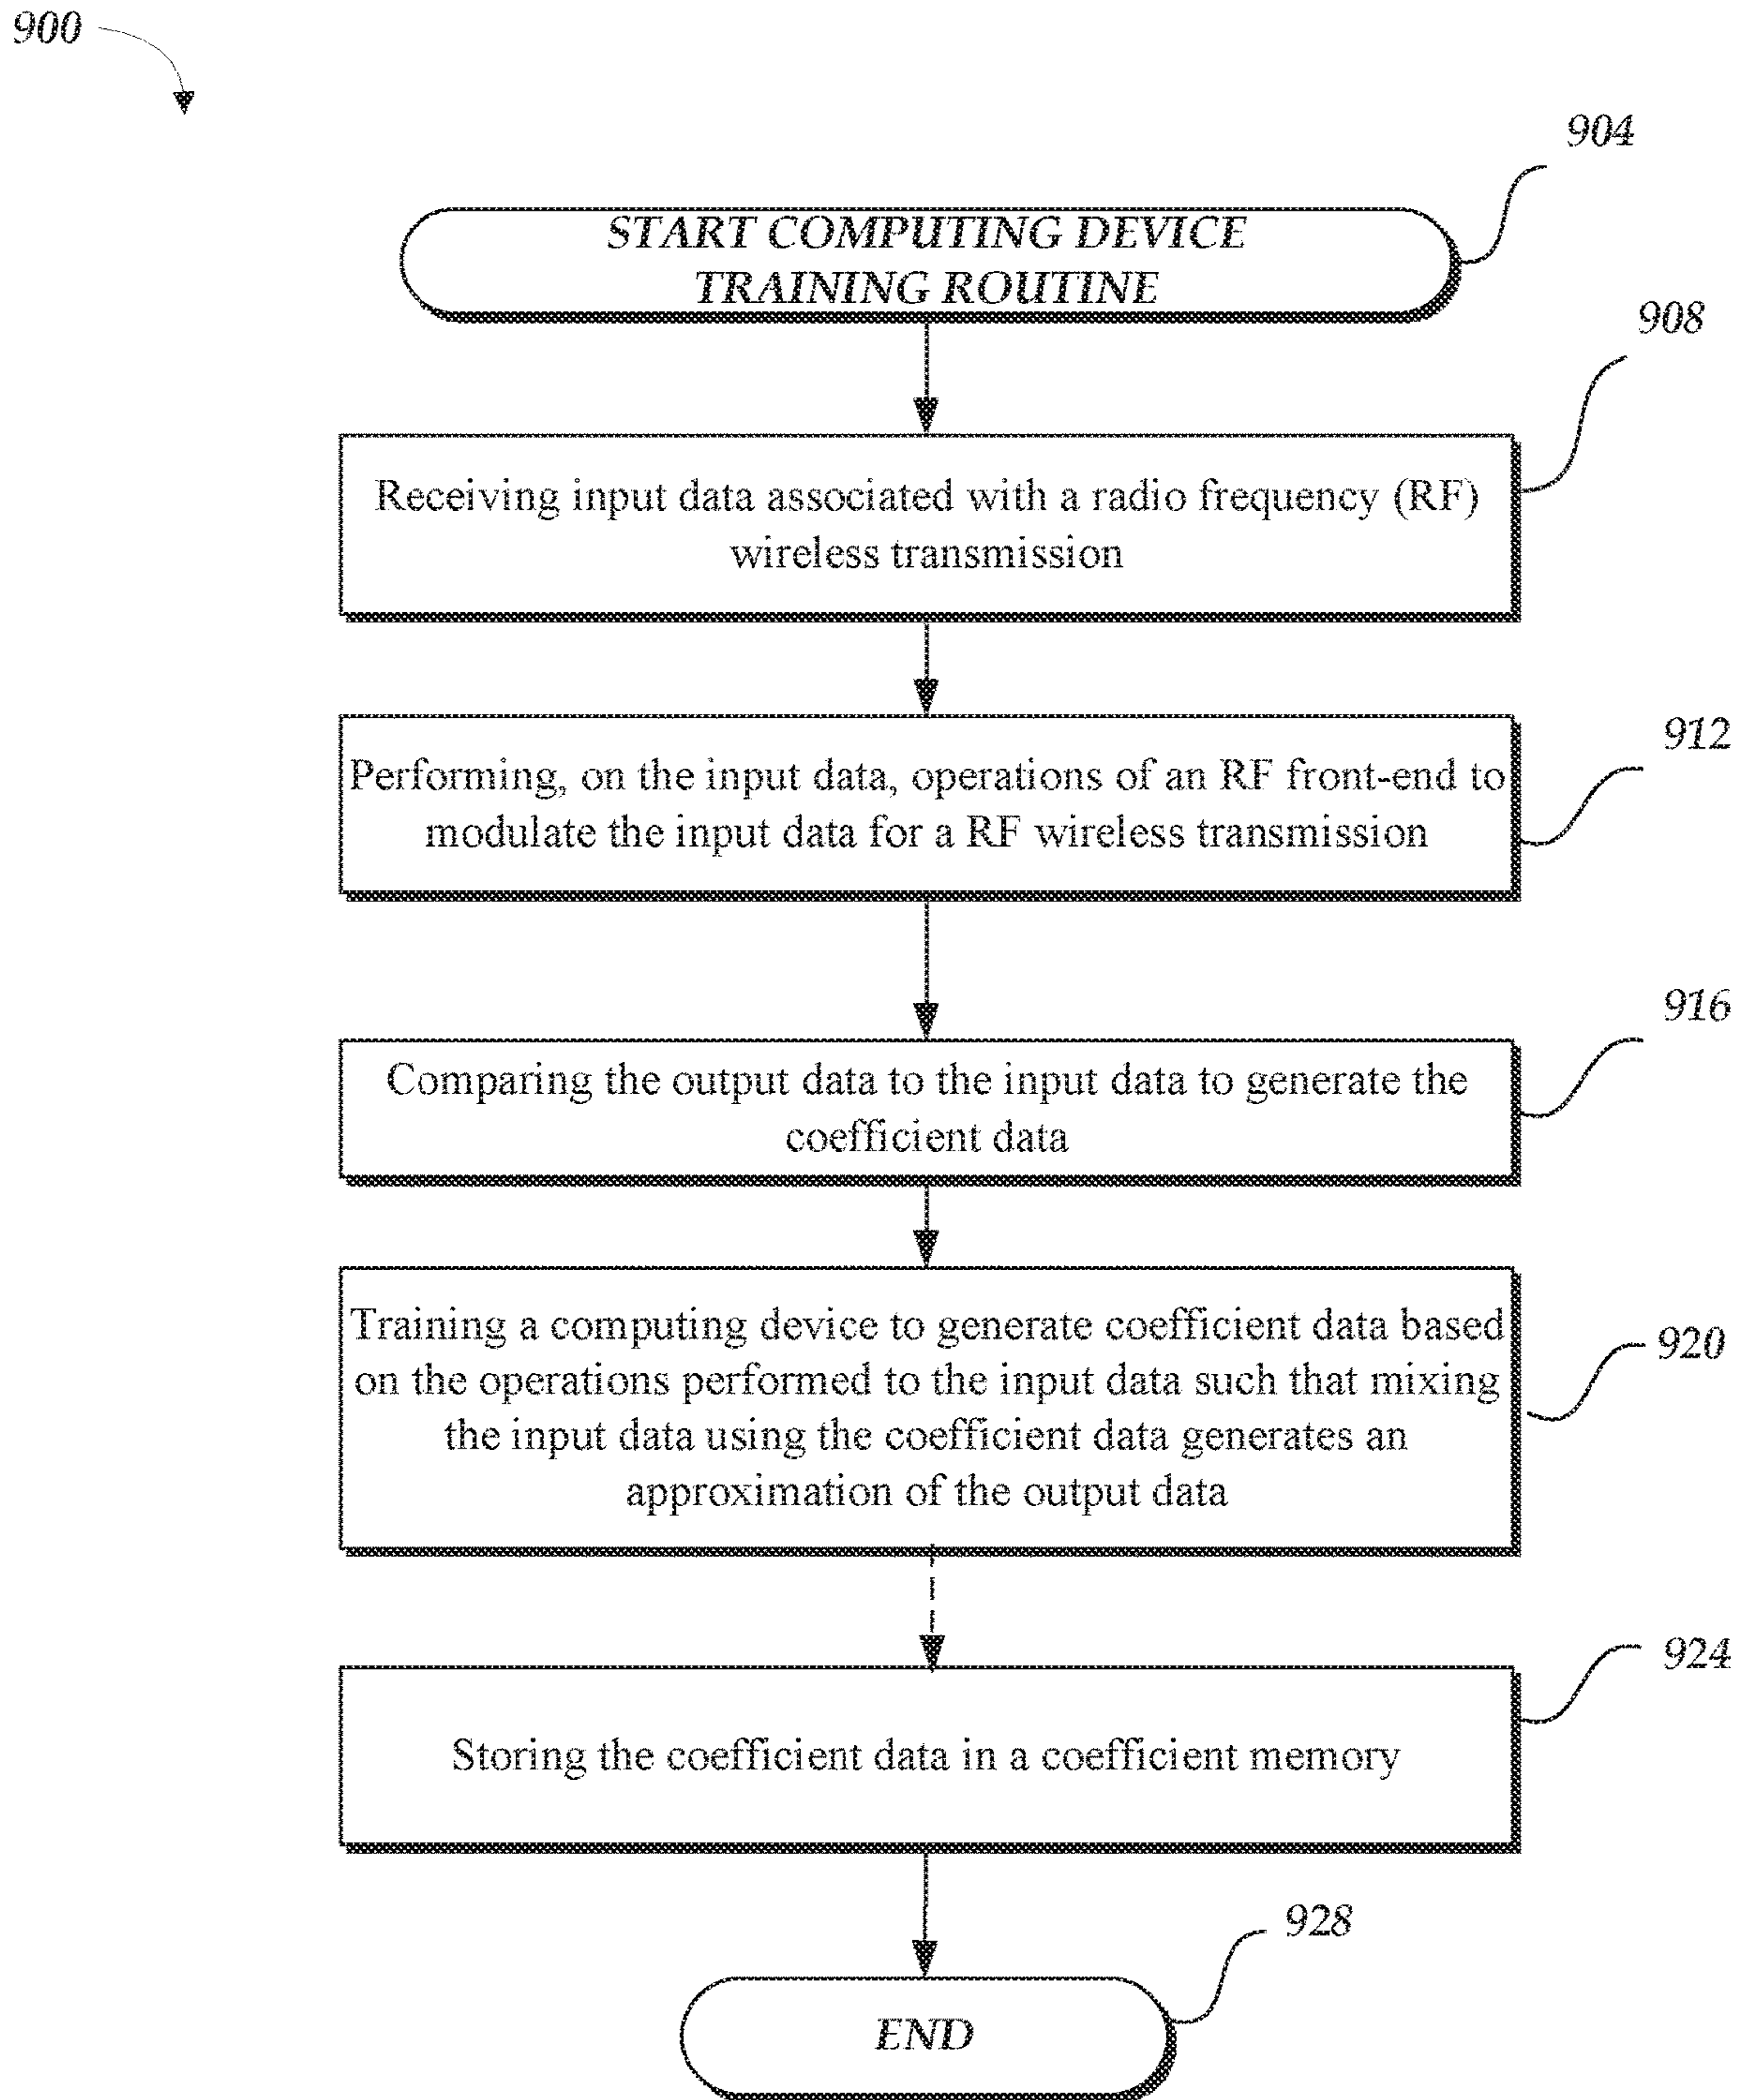 900
904
START COMPUTING DEVICE
TRAINING ROUTINE
908
Receiving input data associated with a radio frequency (RF)
wireless transmission
912
Performing, on the input data, operations of an RF front-end to
modulate the input data for a RF wireless transmission
916
Comparing the output data to the input data to generate the
coefficient data
920
Training a computing device to generate coefficient data based
on the operations performed to the input data such that mixing
the input data using the coefficient data generates an
approximation of the output data
924
Storing the coefficient data in a coefficient memory
928
END